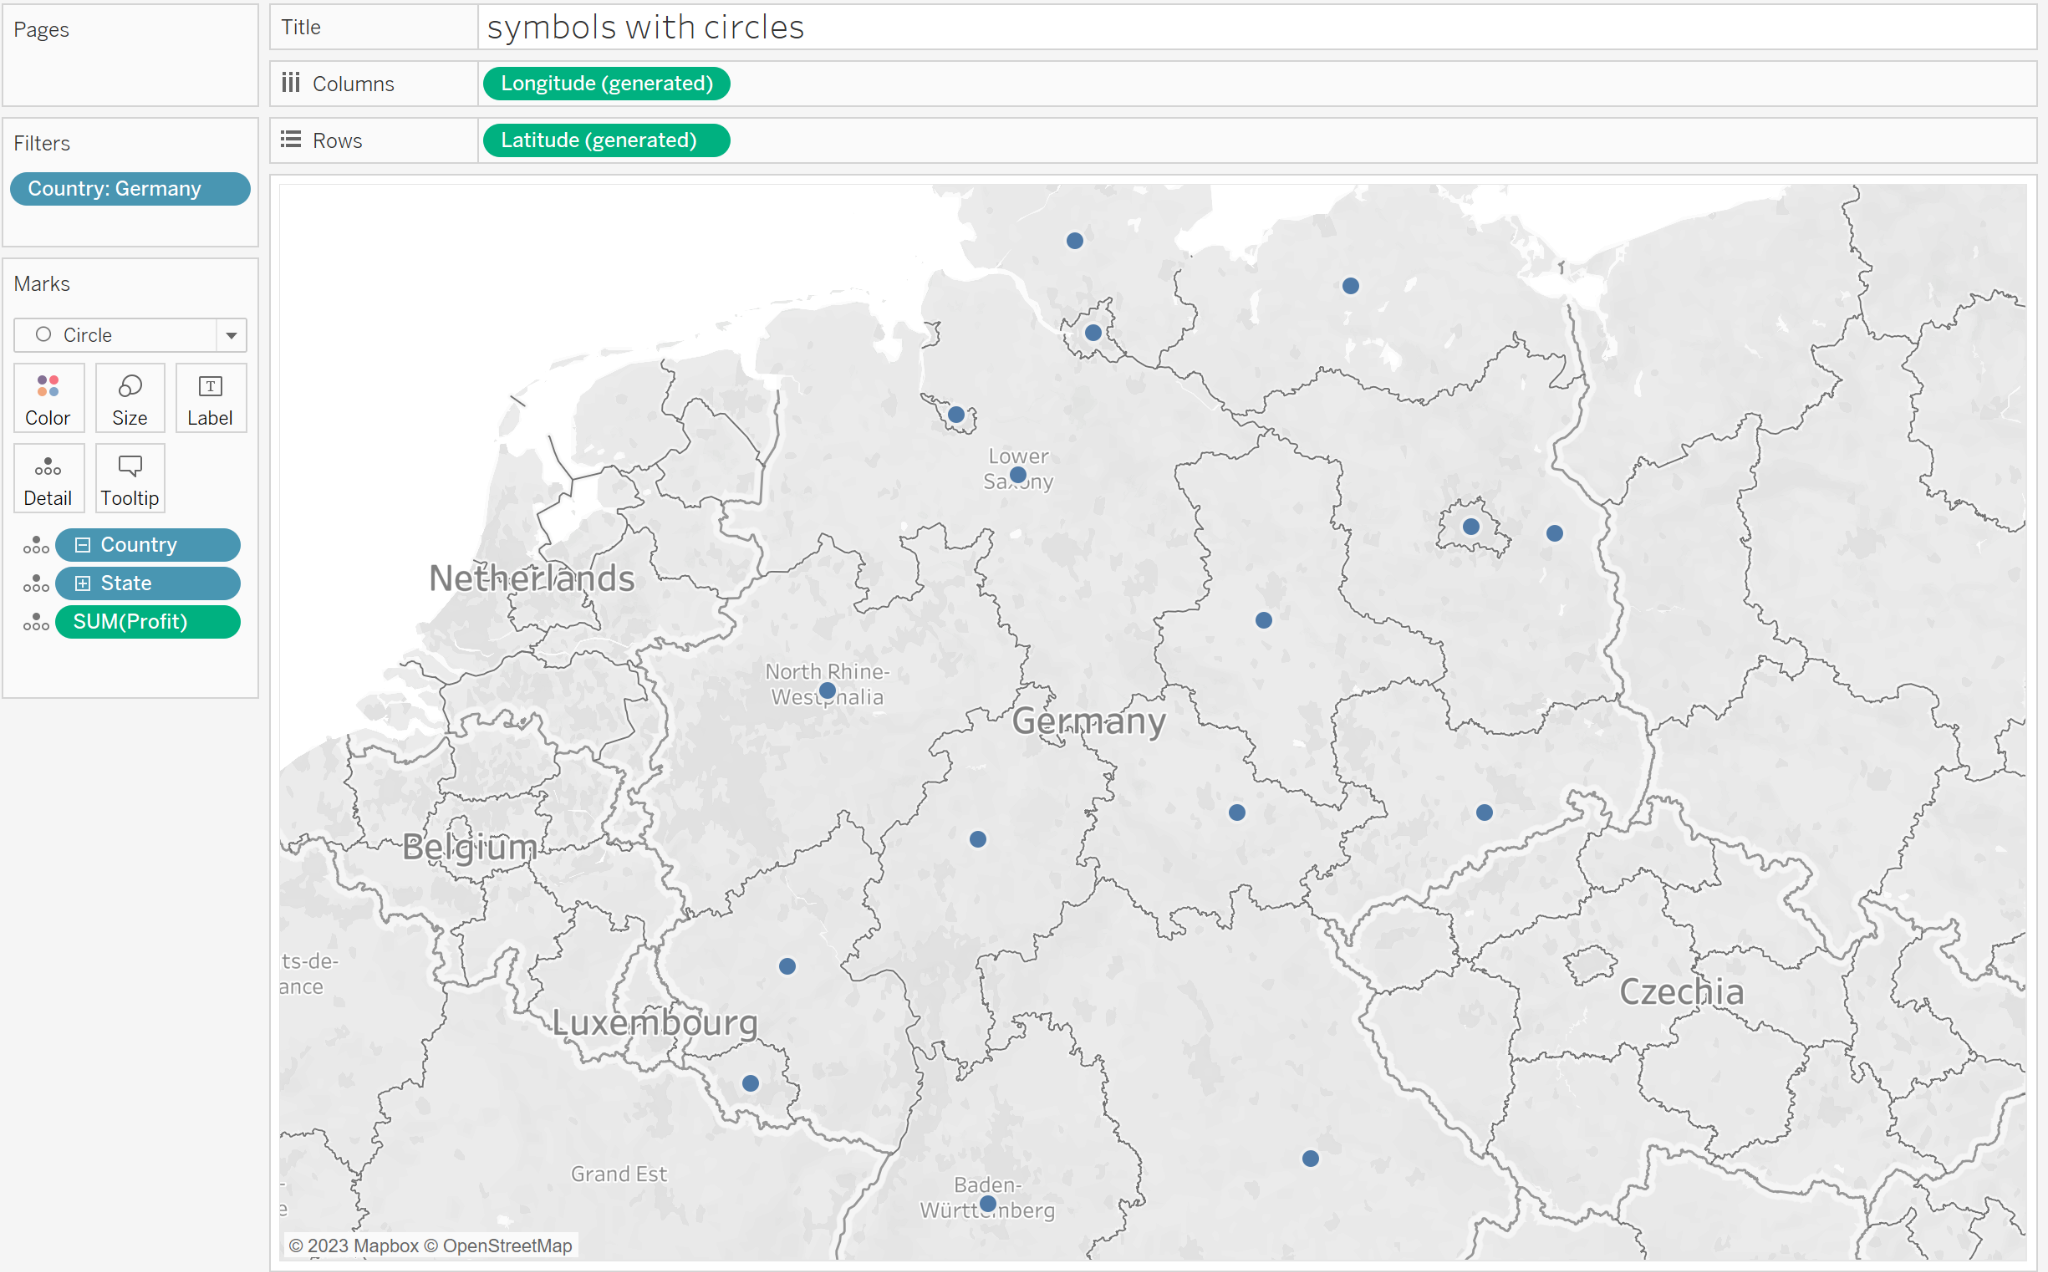 Pages
Title
symbols with circles
Columns
Longitude (generated)
Filters
Rows
Latitude (generated)
Country: Germany
Marks
Circle
Color
Size
Label
Detail
Tooltip
Country
State
SUM(Profit)
Lower
Saxony
Netherlands
North Rhine-
Westphalia
Germany
Belgium
ts-de-
ance
Czechia
Luxembourg
Grand Est
Baden-
Württemberg
© 2023 Mapbox © OpenStreetMap